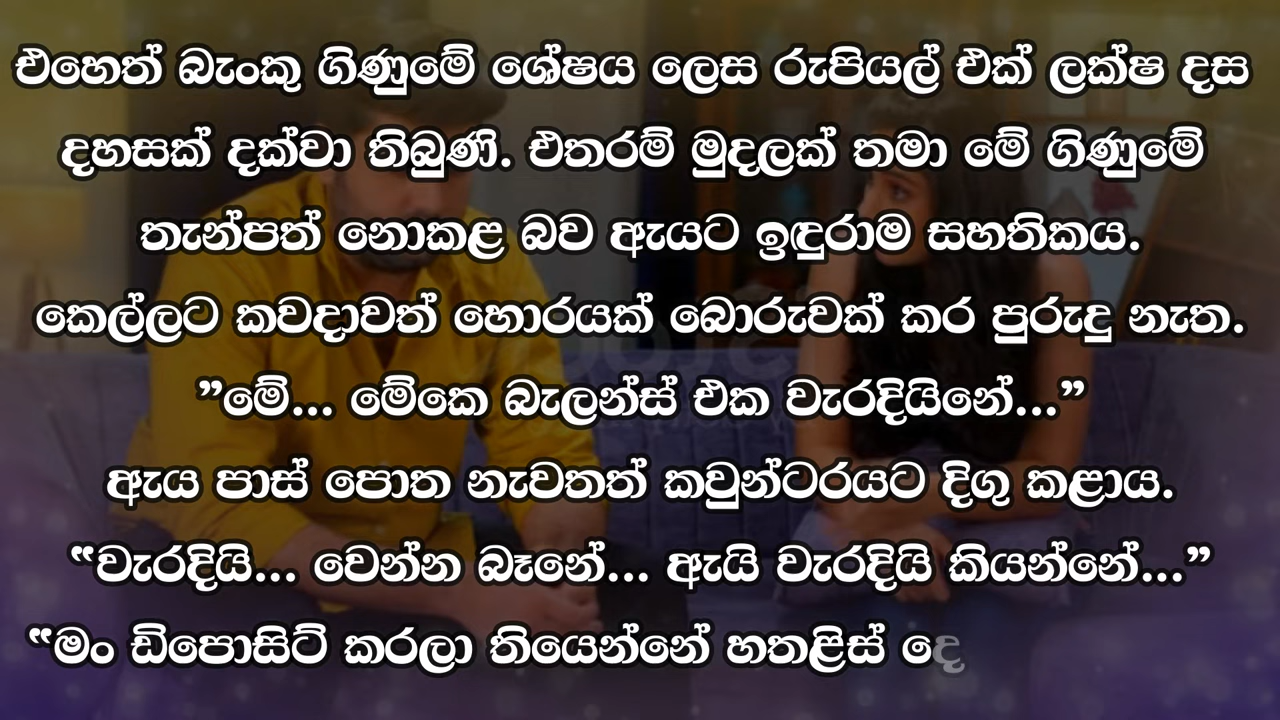 එහෙත් බැංකු ගිණුමේ ශේෂය ලෙස රුපියල් එක් ලක්ෂ දස
දහසක් දක්වා තිබුණි. එතරම් මුදලක් තමා මේ ගිණුමේ
තැන්පත් නොකළ බව ඇයට ඉඳුරාම සහතිකය.
කෙල්ලට කවදාවත් හොරයක් බොරුවක් කර පුරුදු නැත.
”මේ... මේකෙ බැලන්ස් එක වැරදියිනේ...”
ඇය පාස් පොත නැවතත් කවුන්ටරයට දිගු කළාය.
“වැරදියි... වෙන්න බෑනේ... ඇයි වැරදියි කියන්නේ...”
“මං ඩිපොසිට් කරලා තියෙන්නේ හතළිස් දෙ